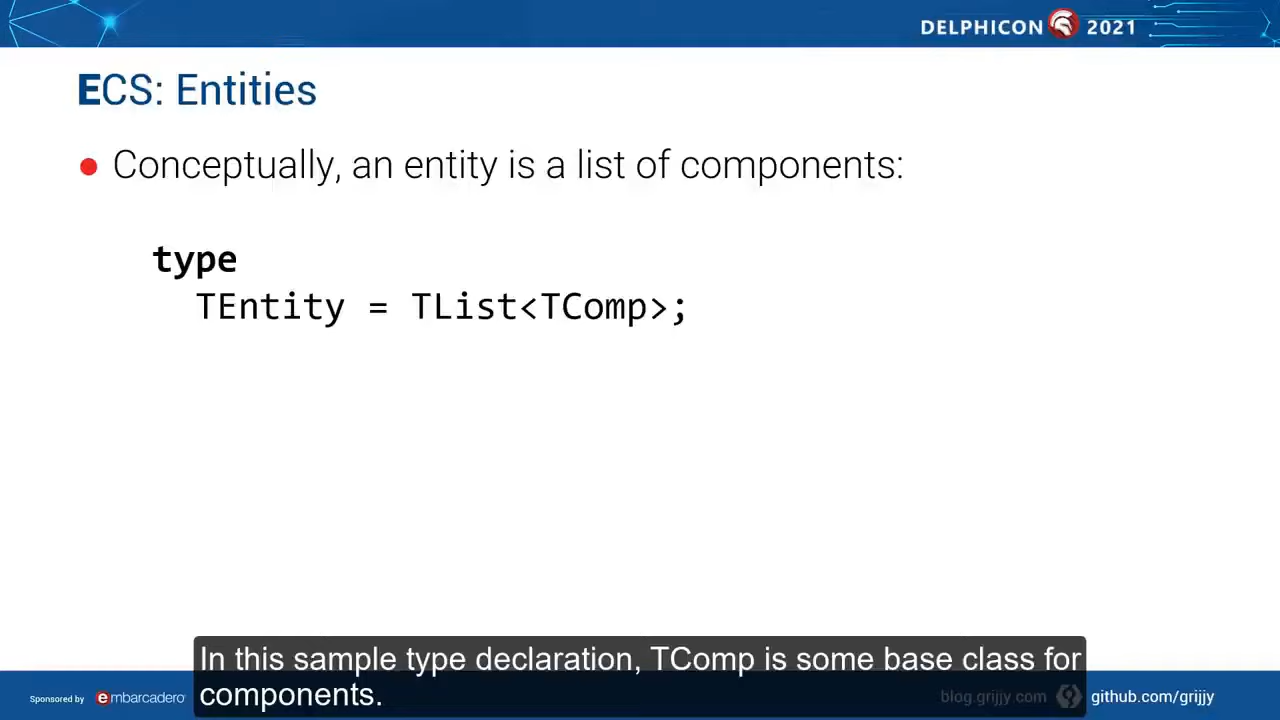 DELPHICON 2021
ECS: Entities
● Conceptually, an entity is a list of components:
type
TEntity = TList<TComp>;
In this sample type declaration, TComp is some base class for
components.
Sponsored by embarcadero
blog.grijjy.com github.com/grijjy